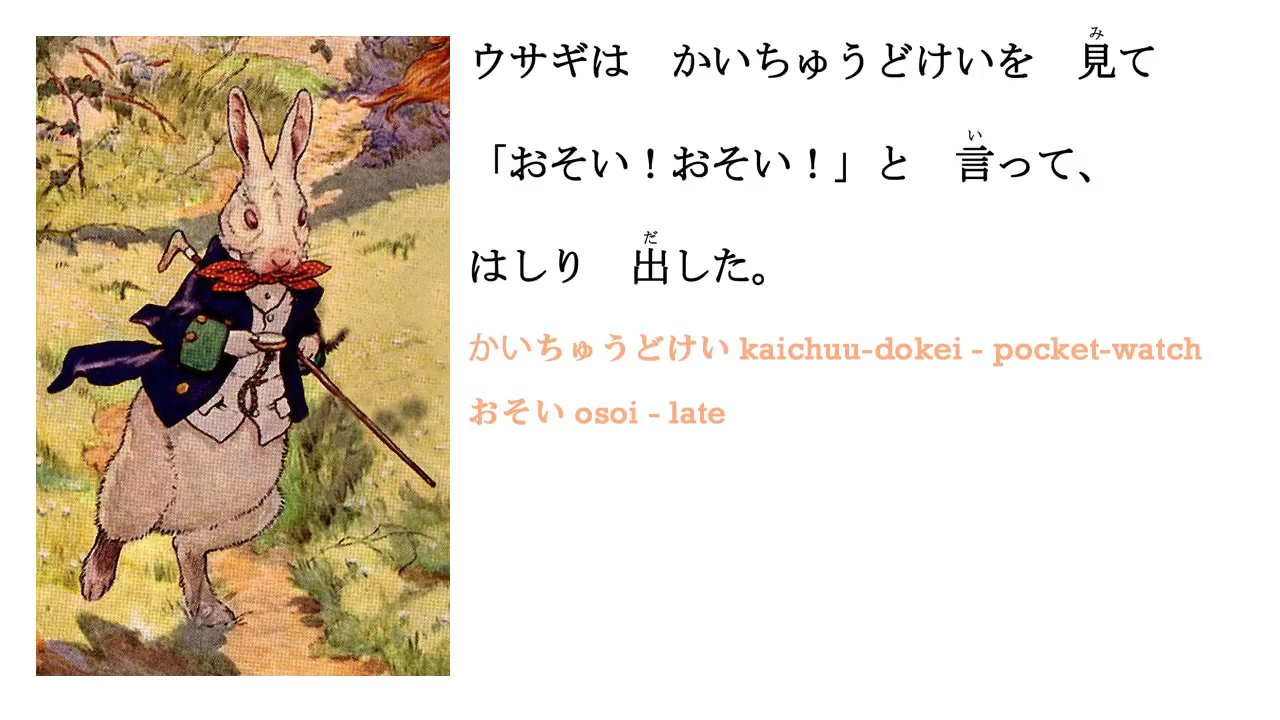 ウサギは　かいちゅうどけいを　見て
「おそい！おそい！」と　言って、
はしり　出した。
かいちゅうどけい kaichuu-dokei - pocket-watch
おそい osoi - late